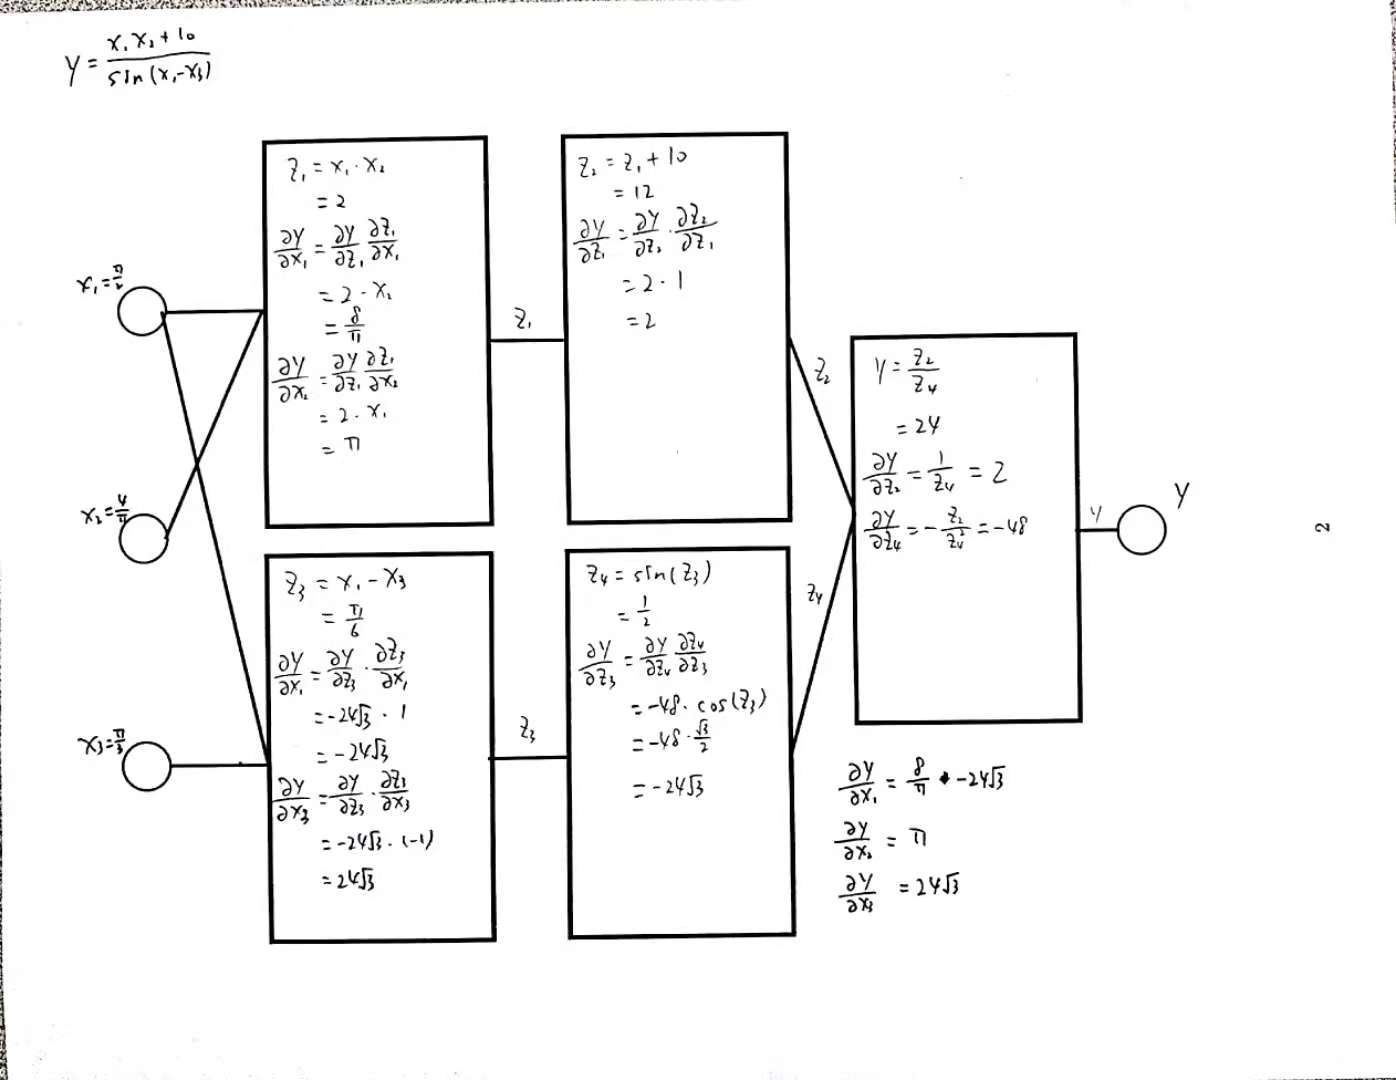 y = (x₁x₂ + 10) / sin(x₁-x₃)
x₁ = π/2
x₂ = 4/π
x₃ = π/3
z₁ = x₁ · x₂
= 2
∂y/∂x₁ = ∂y/∂z₁ ∂z₁/∂x₁
= 2 · x₂
= 8/π
∂y/∂x₂ = ∂y/∂z₁ ∂z₁/∂x₂
= 2 · x₁
= π
z₁
z₂ = z₁ + 10
= 12
∂y/∂z₁ = ∂y/∂z₂ · ∂z₂/∂z₁
= 2 · 1
= 2
z₂
z₃ = x₁ - x₃
= π/6
∂y/∂x₁ = ∂y/∂z₃ · ∂z₃/∂x₁
= -24√3 · 1
= -24√3
∂y/∂x₃ = ∂y/∂z₃ · ∂z₃/∂x₃
= -24√3 · (-1)
= 24√3
z₃
z₄ = sin(z₃)
= 1/2
∂y/∂z₃ = ∂y/∂z₄ ∂z₄/∂z₃
= -48 · cos(z₃)
= -48 · √3/2
= -24√3
z₄
y = z₂/z₄
= 24
∂y/∂z₂ = 1/z₄ = 2
∂y/∂z₄ = -z₂/z₄² = -48
y
y
∂y/∂x₁ = 8/π + -24√3
∂y/∂x₂ = π
∂y/∂x₃ = 24√3
2